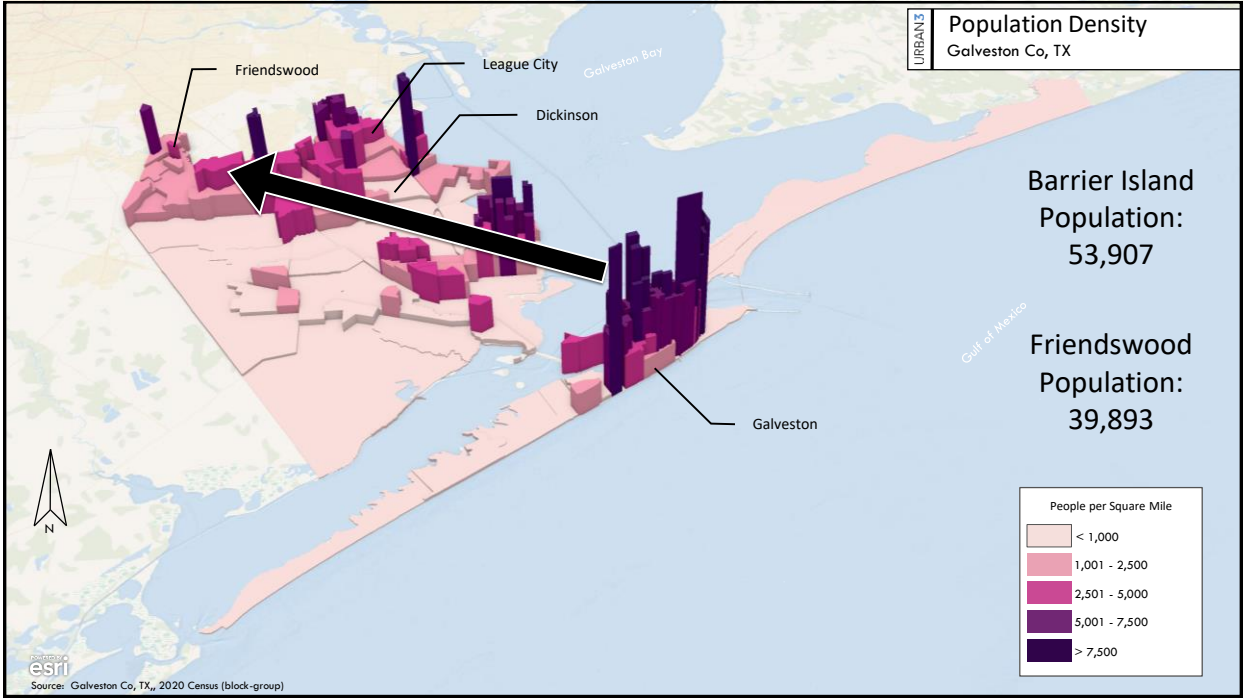 URBAN3
Population Density
Galveston Co, TX
Galveston Bay
Friendswood
League City
Dickinson
Barrier Island
Population:
53,907
Gulf of Mexico
Friendswood
Population:
39,893
Galveston
N
People per Square Mile
< 1,000
1,001 - 2,500
2,501 - 5,000
5,001 - 7,500
> 7,500
POWERED BY
esri
Source: Galveston Co, TX,, 2020 Census (block-group)